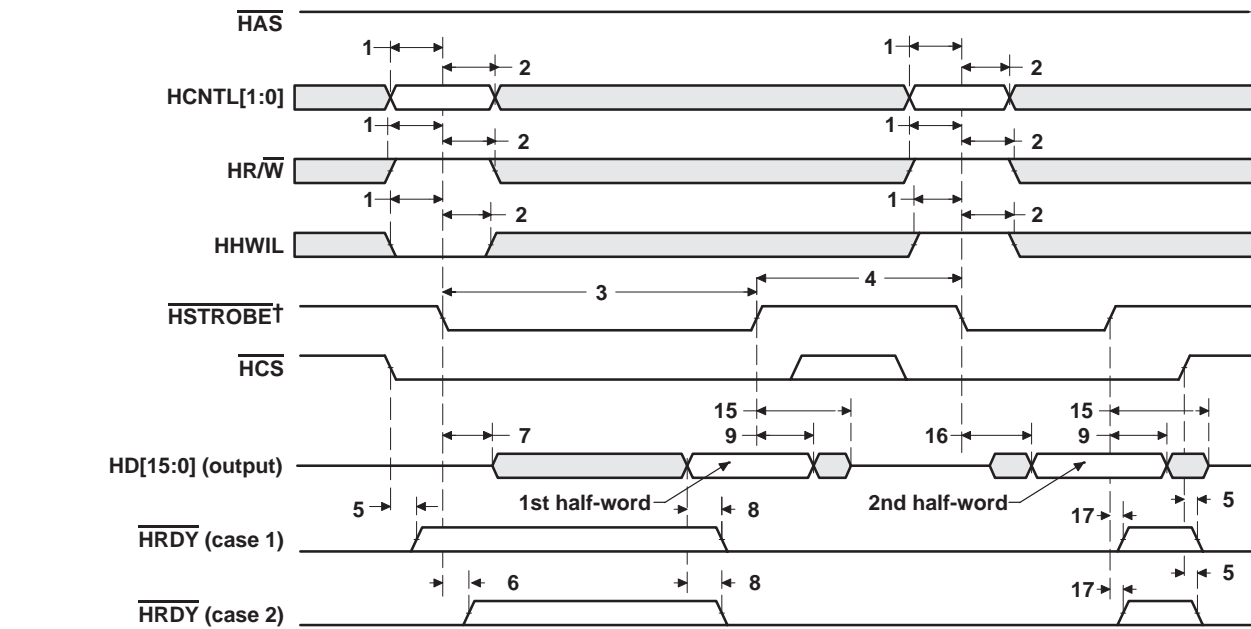 HAS
1
1
2
2
HCNTL[1:0]
1
1
2
2
HR/W
1
1
2
2
HHWIL
3
4
HSTROBE†
HCS
15
15
7
9
16
9
HD[15:0] (output)
1st half-word
2nd half-word
5
8
17
5
HRDY (case 1)
6
8
17
5
HRDY (case 2)